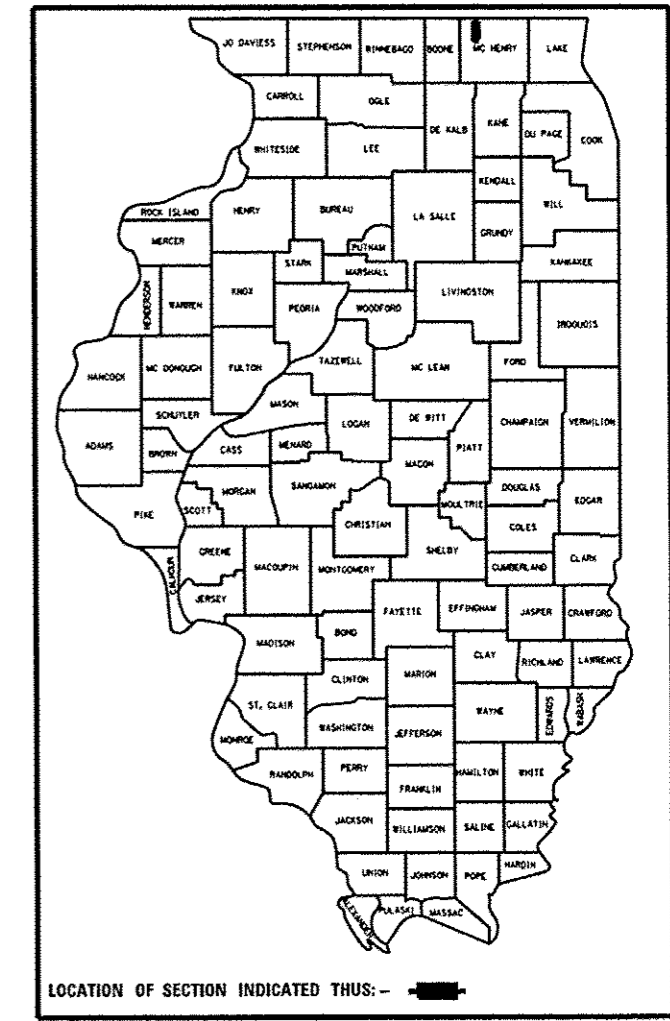 JO DAVIESS STEPHENSON WINNEBAGO BOONE MC HENRY LAKE
CARROLL OGLE DE KALB KANE DU PAGE COOK
WHITESIDE LEE
KENDALL WILL
ROCK ISLAND HENRY BUREAU LA SALLE GRUNDY
MERCER PUTNAM
STARK MARSHALL KANKAKEE
HENDERSON WARREN KNOX PEORIA WOODFORD LIVINGSTON IROQUOIS
HANCOCK MC DONOUGH FULTON TAZEWELL MC LEAN FORD
MASON
SCHUYLER LOGAN DE WITT CHAMPAIGN VERMILION
ADAMS BROWN CASS MENARD MACON PIATT
PIKE SCOTT MORGAN SANGAMON MOULTRIE DOUGLAS EDGAR
CHRISTIAN COLES
CALHOUN GREENE MACOUPIN MONTGOMERY SHELBY CUMBERLAND CLARK
JERSEY FAYETTE EFFINGHAM JASPER CRAWFORD
MADISON BOND
CLINTON MARION CLAY RICHLAND LAWRENCE
ST. CLAIR WASHINGTON JEFFERSON WAYNE EDWARDS WABASH
MONROE
RANDOLPH PERRY FRANKLIN HAMILTON WHITE
JACKSON WILLIAMSON SALINE GALLATIN
UNION JOHNSON POPE HARDIN
ALEXANDER PULASKI MASSAC
LOCATION OF SECTION INDICATED THUS:-